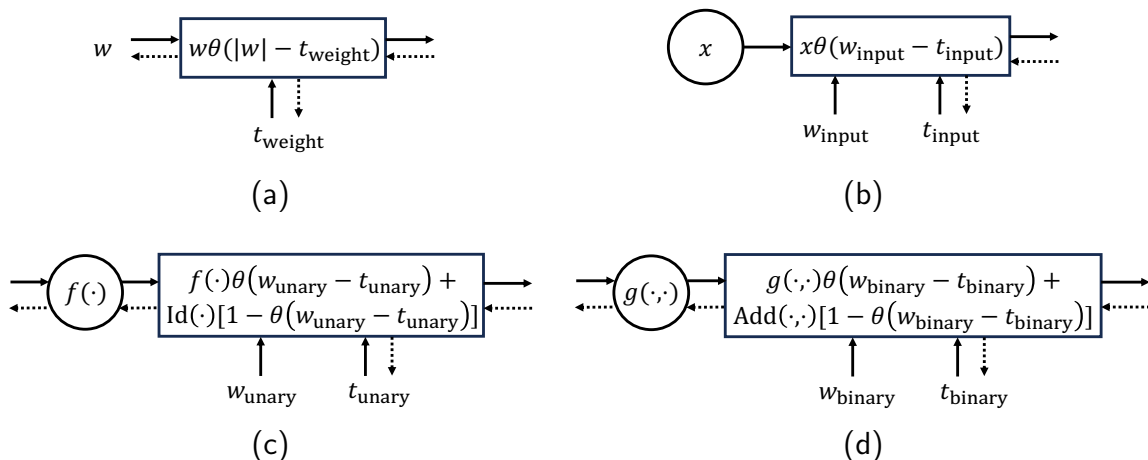 w
wθ(|w| − t_weight)
t_weight
(a)
x
xθ(w_input − t_input)
w_input
t_input
(b)
f(·)
f(·)θ(w_unary − t_unary) +
Id(·)[1 − θ(w_unary − t_unary)]
w_unary
t_unary
(c)
g(·,·)
g(·,·)θ(w_binary − t_binary) +
Add(·,·)[1 − θ(w_binary − t_binary)]
w_binary
t_binary
(d)